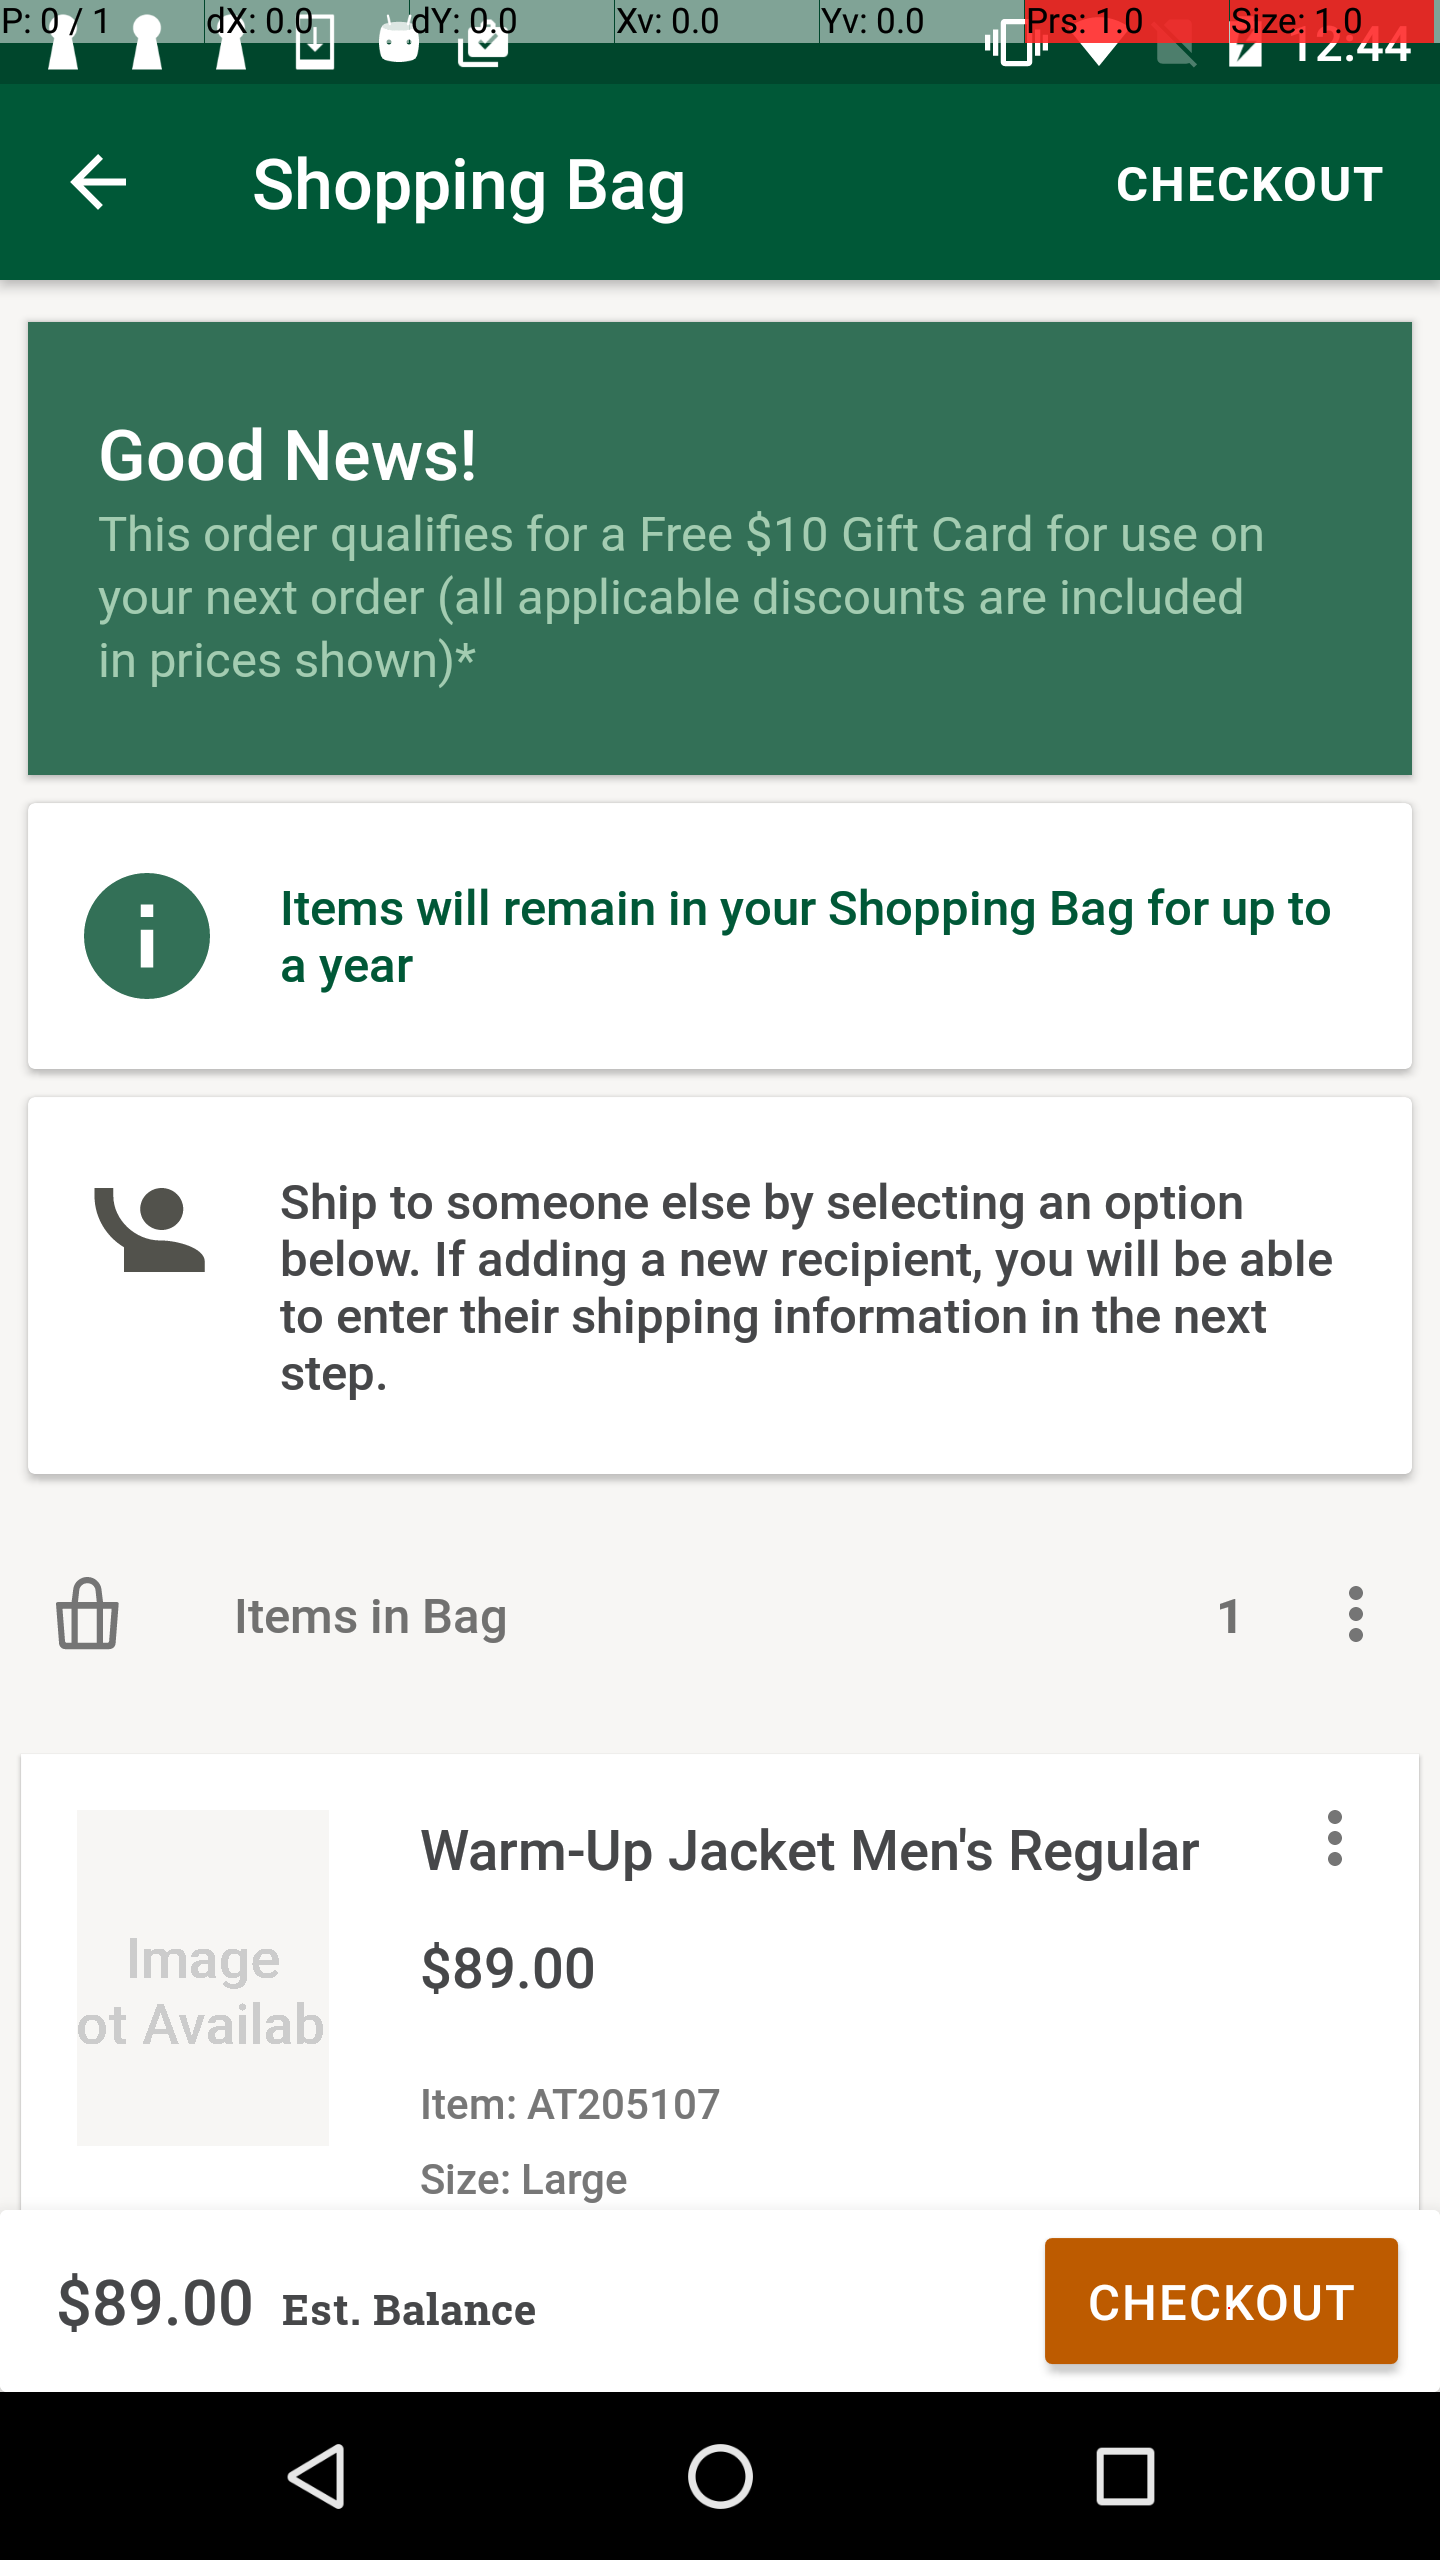 P: 0 / 1 dX: 0.0 dY: 0.0 Xv: 0.0 Yv: 0.0 Prs: 1.0 Size: 1.0
12:44
Shopping Bag CHECKOUT
Good News!
This order qualifies for a Free $10 Gift Card for use on
your next order (all applicable discounts are included
in prices shown)*
Items will remain in your Shopping Bag for up to
a year
Ship to someone else by selecting an option
below. If adding a new recipient, you will be able
to enter their shipping information in the next
step.
Items in Bag 1
Warm-Up Jacket Men's Regular
$89.00
Image
ot Availab
Item: AT205107
Size: Large
$89.00 Est. Balance CHECKOUT